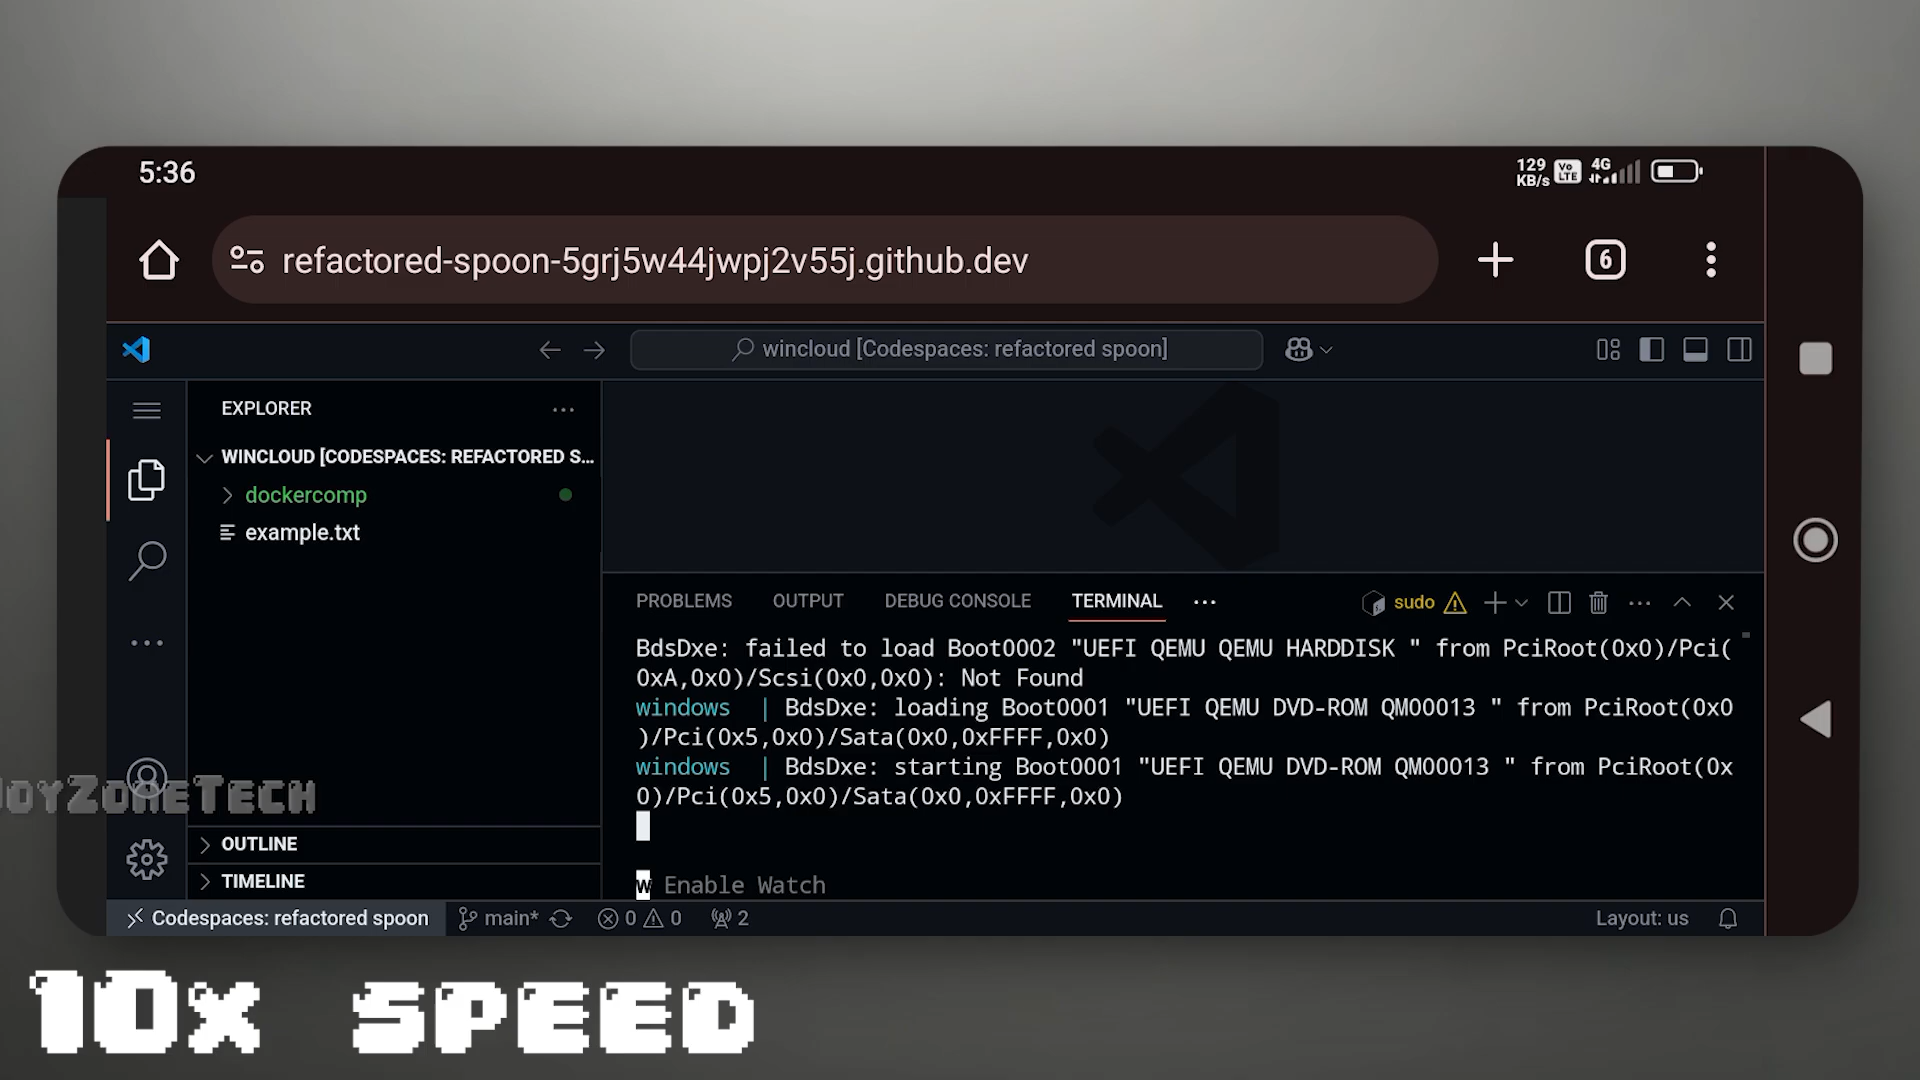 5:36
129
KB/s
Vo
LTE
4G
refactored-spoon-5grj5w44jwpj2v55j.github.dev
6
wincloud [Codespaces: refactored spoon]
EXPLORER
WINCLOUD [CODESPACES: REFACTORED S...
dockercomp
example.txt
PROBLEMS
OUTPUT
DEBUG CONSOLE
TERMINAL
sudo
BdsDxe: failed to load Boot0002 "UEFI QEMU QEMU HARDDISK " from PciRoot(0x0)/Pci(
0xA,0x0)/Scsi(0x0,0x0): Not Found
windows | BdsDxe: loading Boot0001 "UEFI QEMU DVD-ROM QM00013 " from PciRoot(0x0
)/Pci(0x5,0x0)/Sata(0x0,0xFFFF,0x0)
windows | BdsDxe: starting Boot0001 "UEFI QEMU DVD-ROM QM00013 " from PciRoot(0x
0)/Pci(0x5,0x0)/Sata(0x0,0xFFFF,0x0)
w Enable Watch
OYZONETECH
OUTLINE
TIMELINE
Codespaces: refactored spoon
main*
0
0
2
Layout: us
10x SPEED